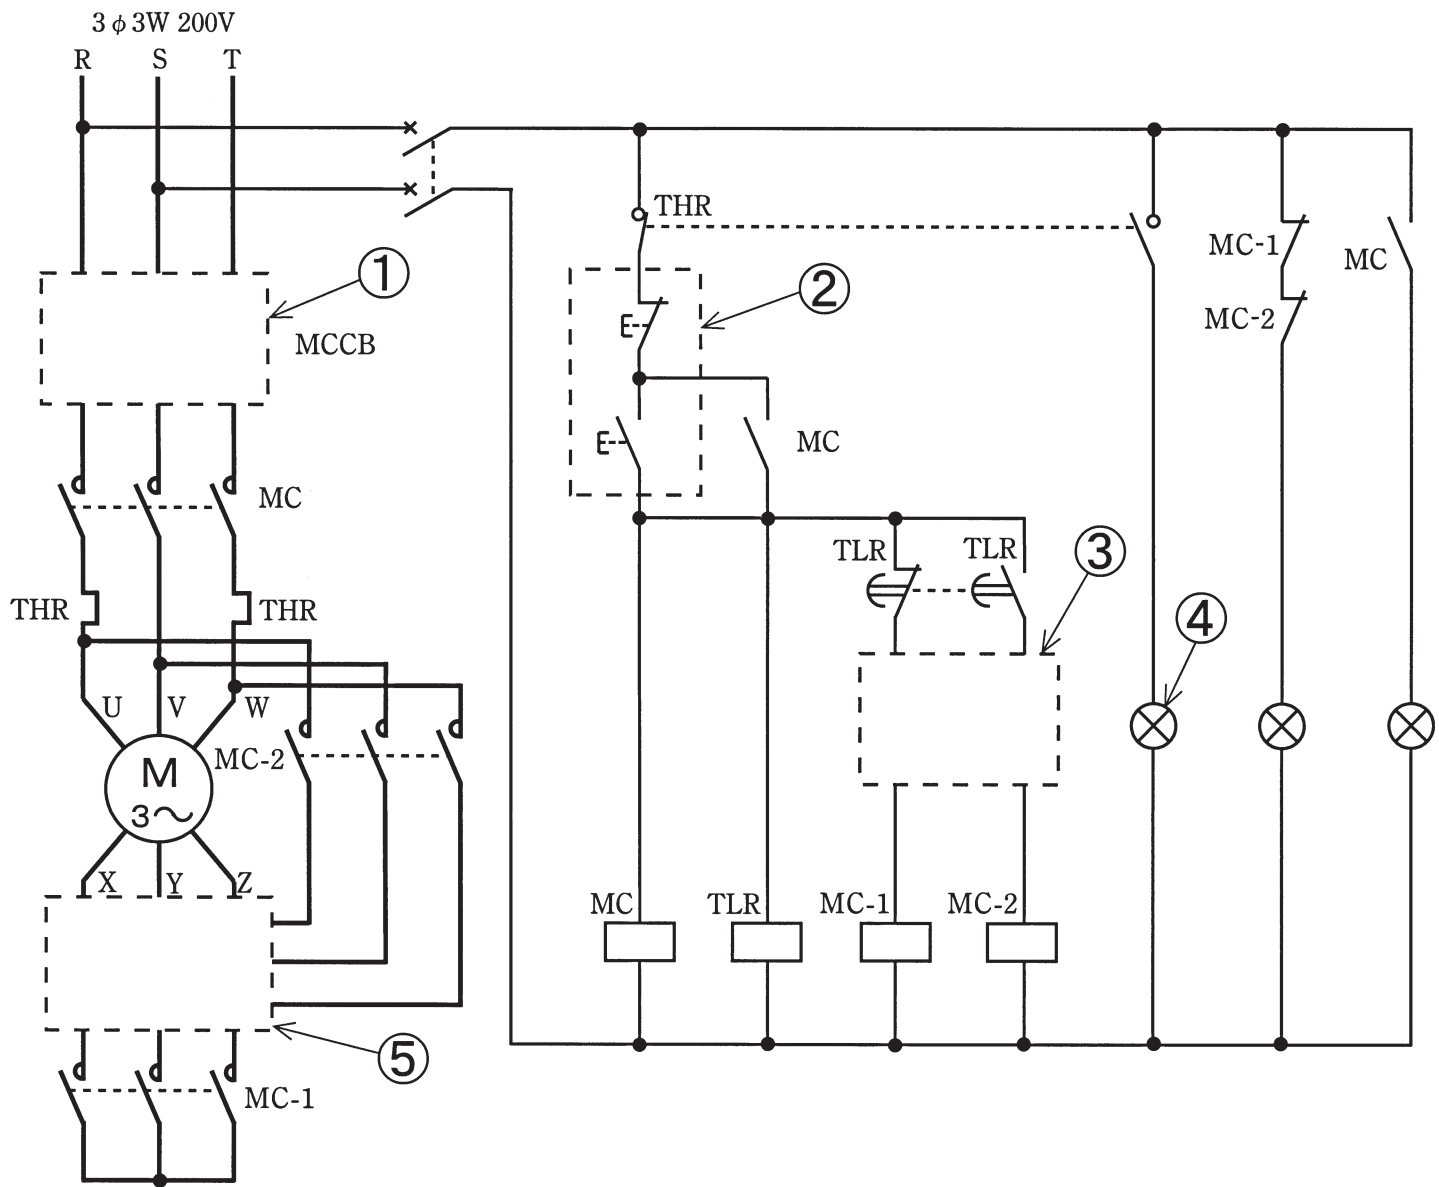 3φ3W 200V
R S T
THR
MC-1
MC
①
②
MCCB
MC-2
MC
MC
THR THR
TLR TLR
③
④
U V W
MC-2
M
3～
X Y Z
MC TLR MC-1 MC-2
⑤
MC-1